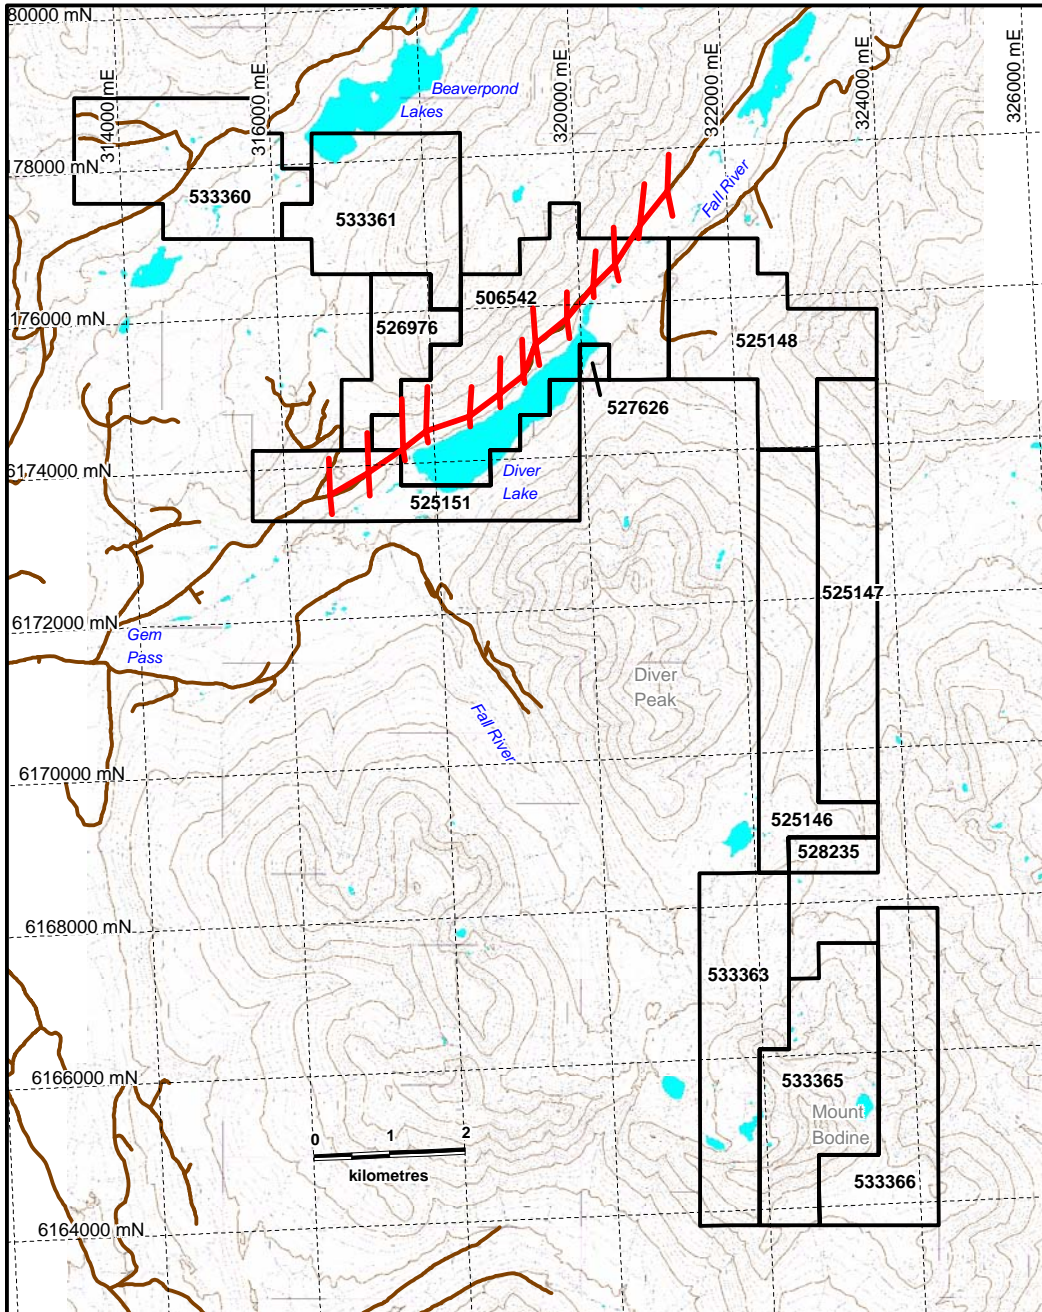 80000 mN
314000 mE
316000 mE
320000 mE
322000 mE
324000 mE
326000 mE
Beaverpond
Lakes
178000 mN
533360
533361
Fall River
506542
176000 mN
526976
525148
527626
6174000 mN
Diver
Lake
525151
525147
6172000 mN
Gem
Pass
Diver
Peak
Fall River
6170000 mN
525146
528235
6168000 mN
533363
6166000 mN
533365
Mount
Bodine
0 1 2
kilometres
533366
6164000 mN